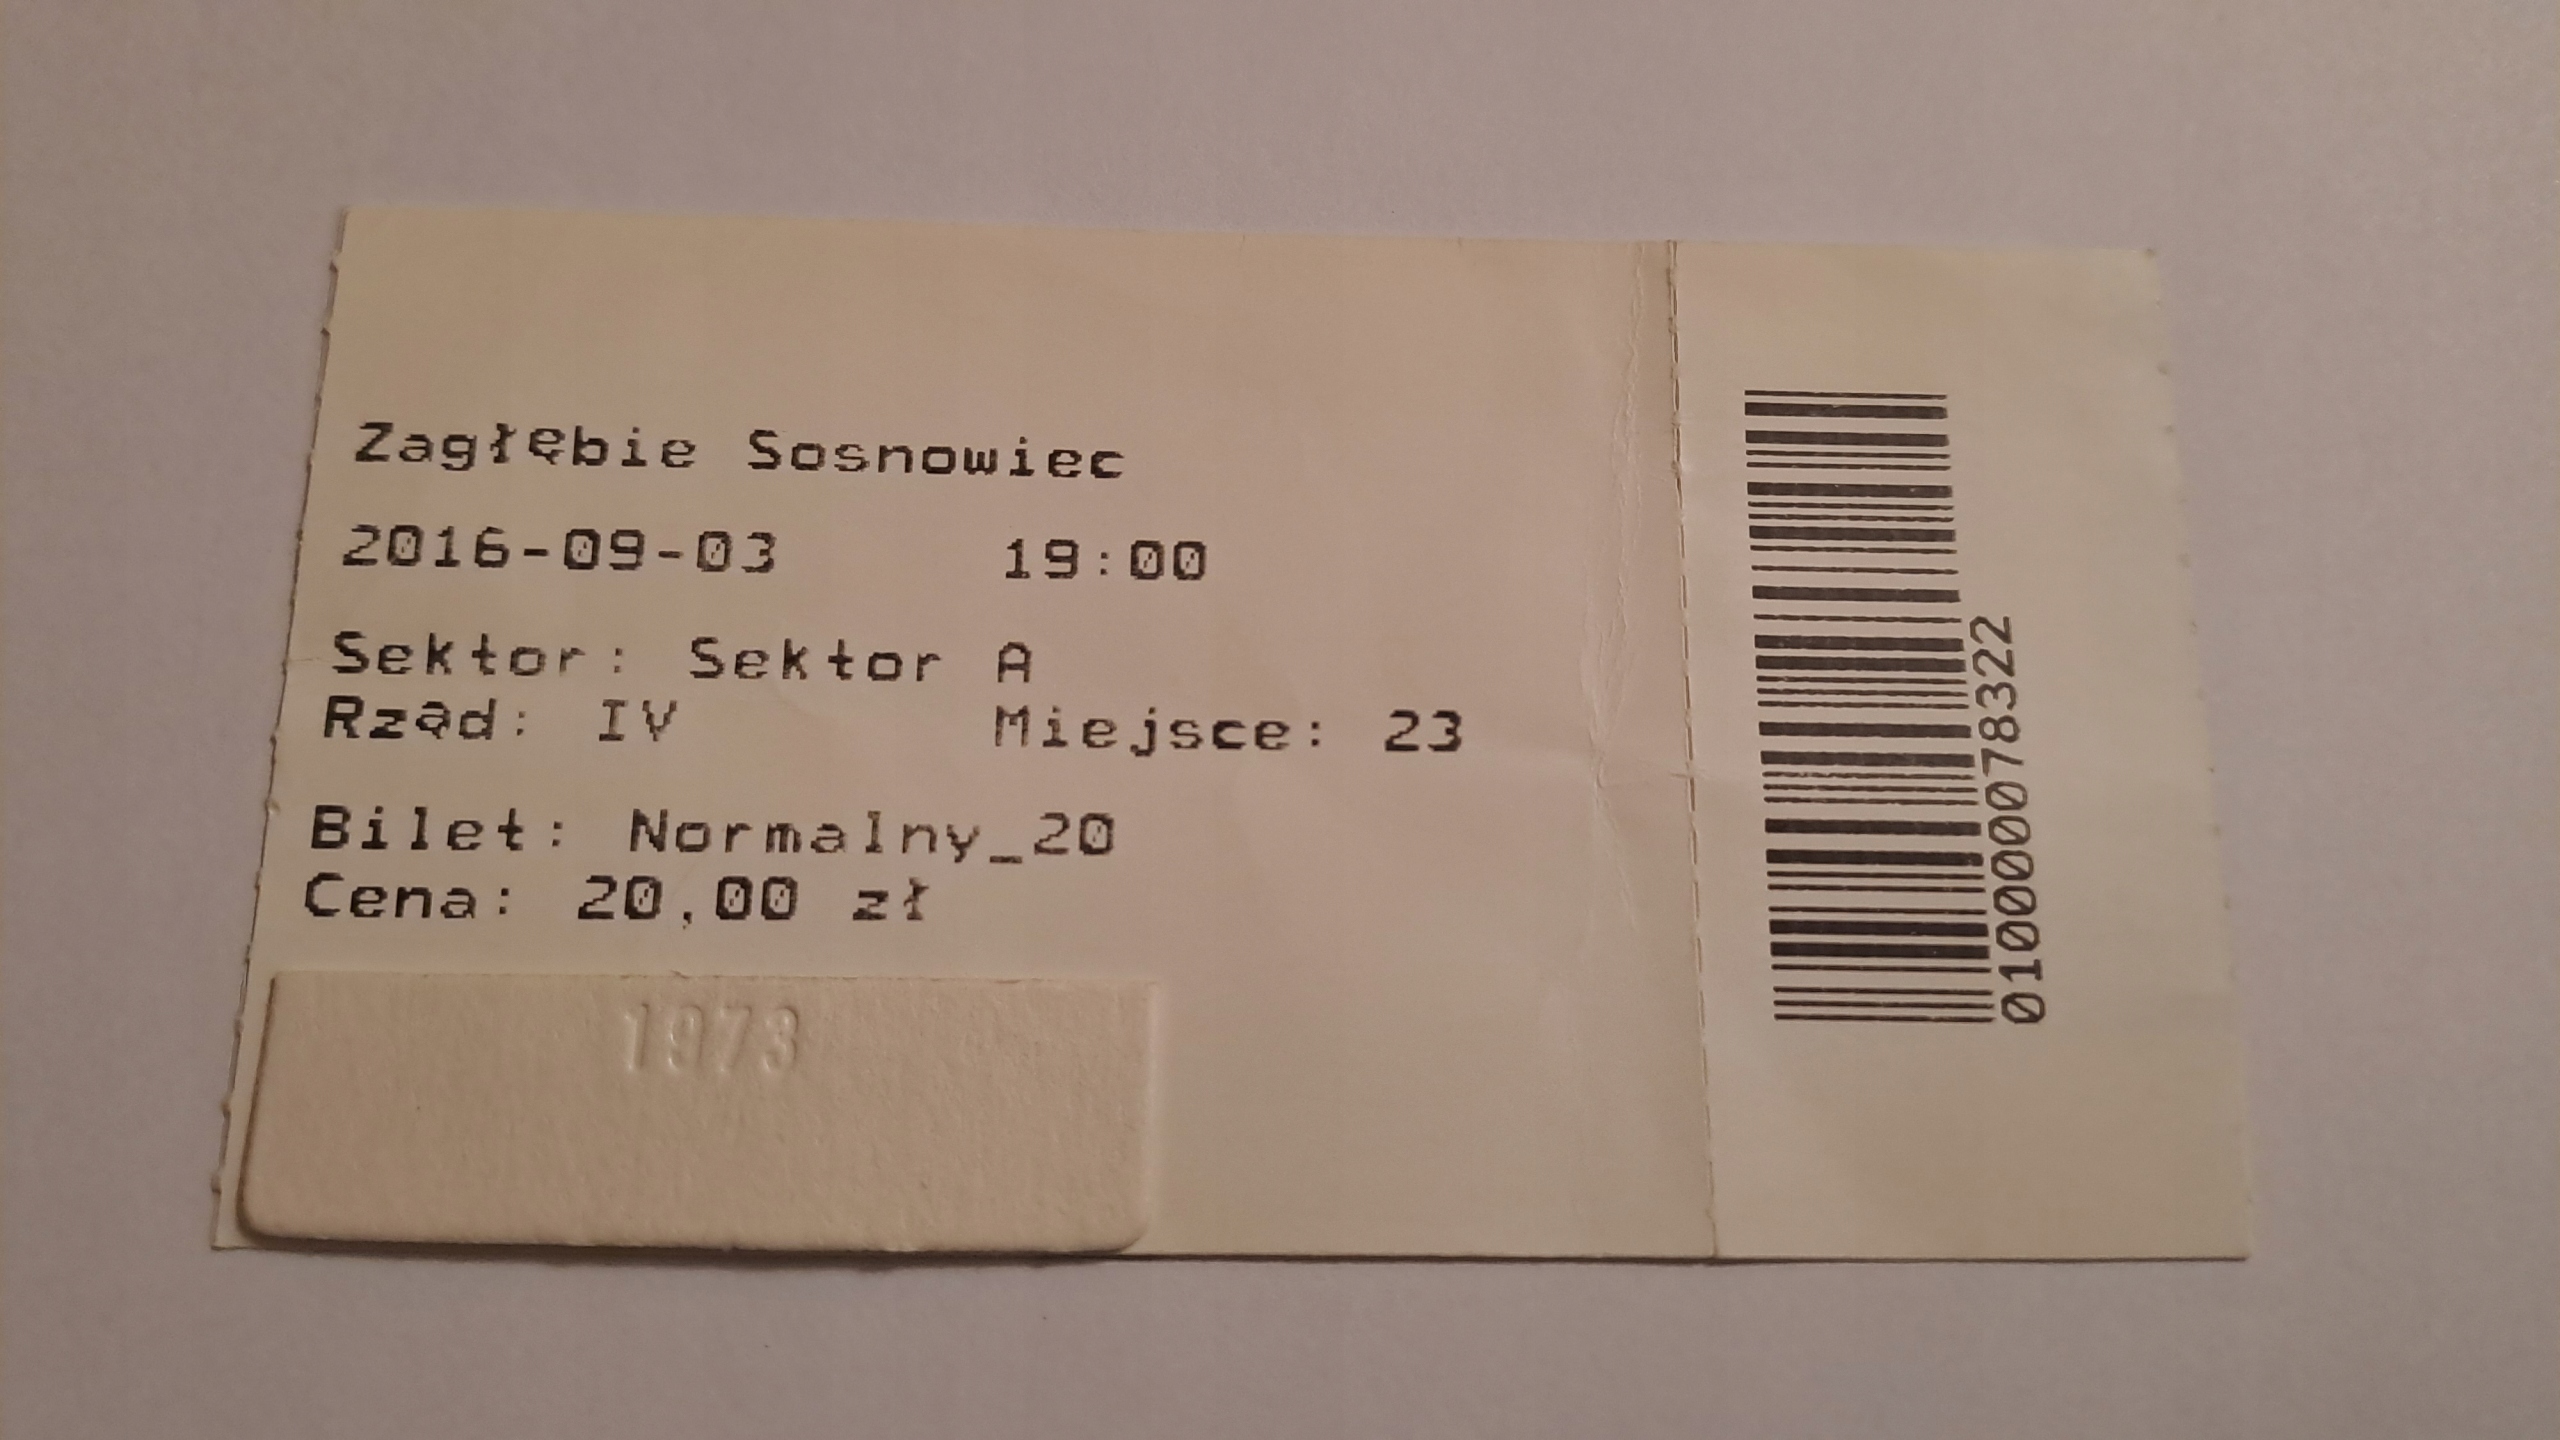 Zagłębie Sosnowiec
2016-09-03 19:00
Sektor: Sektor A
Rząd: IV Miejsce: 23
Bilet: Normalny_20
Cena: 20,00 zł
1973
0100000078322